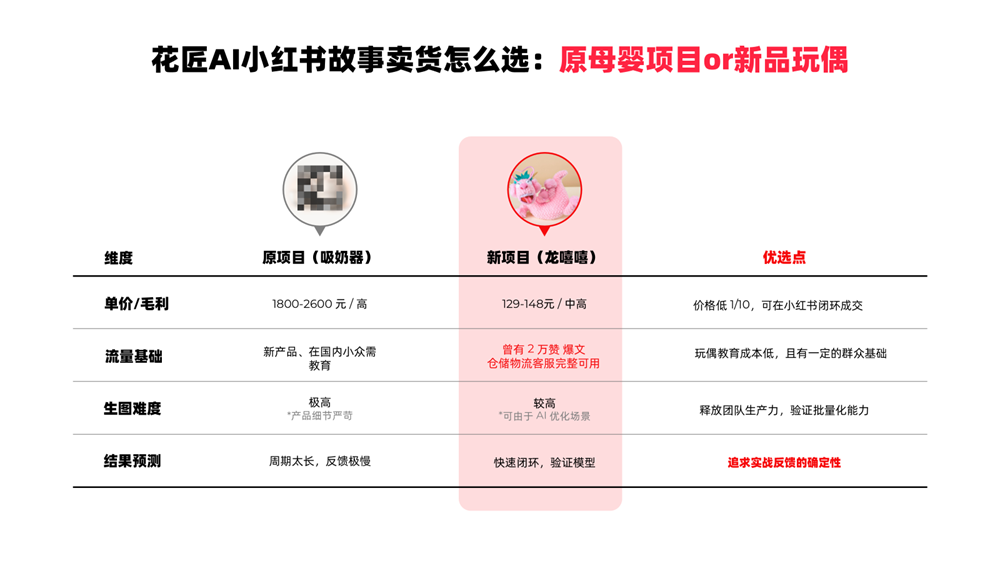 花匠AI小红书故事卖货怎么选：原母婴项目or新品玩偶
维度
原项目（吸奶器）
新项目（龙嘻嘻）
优选点
单价/毛利
1800-2600 元 / 高
129-148元 / 中高
价格低 1/10，可在小红书闭环成交
流量基础
新产品、在国内小众需
教育
曾有 2 万赞 爆文
仓储物流客服完整可用
玩偶教育成本低，且有一定的群众基础
生图难度
极高
*产品细节严苛
较高
*可由于 AI 优化场景
释放团队生产力，验证批量化能力
结果预测
周期太长，反馈极慢
快速闭环，验证模型
追求实战反馈的确定性